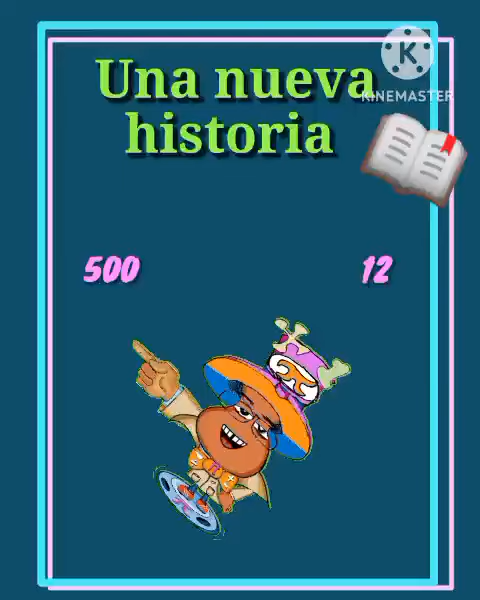 Una nueva
historia
K
KINEMASTER
500 12
π
π